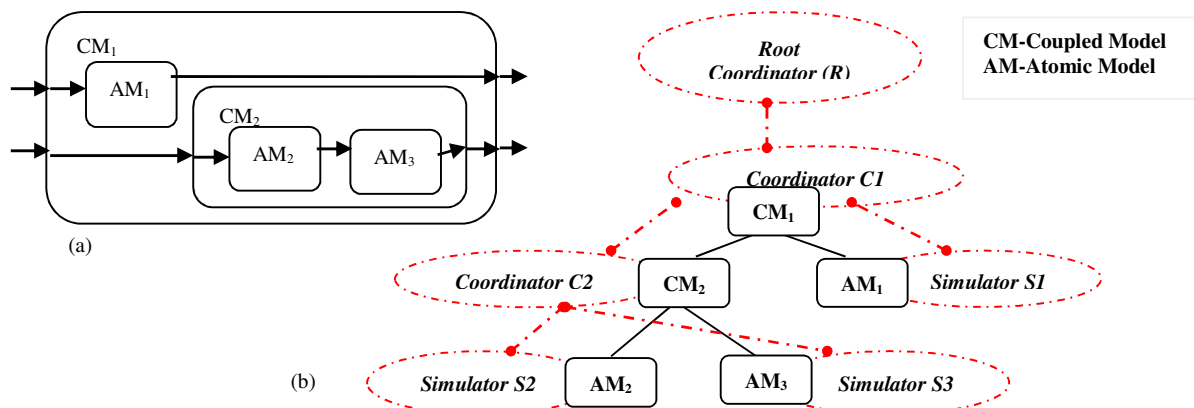 CM₁
AM₁
CM₂
AM₂
AM₃
(a)
Root
Coordinator (R)
CM-Coupled Model
AM-Atomic Model
Coordinator C1
CM₁
Coordinator C2
CM₂
AM₁
Simulator S1
(b)
Simulator S2
AM₂
AM₃
Simulator S3